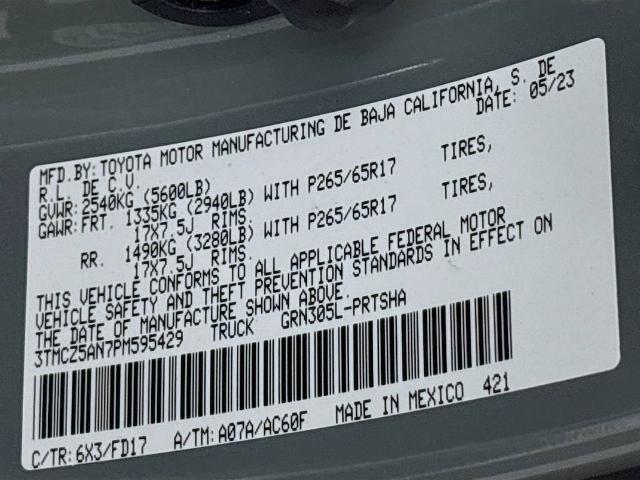 MFD.BY:TOYOTA MOTOR MANUFACTURING DE BAJA CALIFORNIA, S. DE
R.L. DE C.V. DATE: 05/23
GVWR:2540KG (5600LB)
GAWR:FRT. 1335KG (2940LB) WITH P265/65R17 TIRES,
17X7.5J RIMS.
RR. 1490KG (3280LB) WITH P265/65R17 TIRES,
17X7.5J RIMS.
THIS VEHICLE CONFORMS TO ALL APPLICABLE FEDERAL MOTOR
VEHICLE SAFETY AND THEFT PREVENTION STANDARDS IN EFFECT ON
THE DATE OF MANUFACTURE SHOWN ABOVE.
3TMCZ5AN7PM595429 TRUCK GRN305L-PRTSHA
C/TR:6X3/FD17 A/TM:A07A/AC60F MADE IN MEXICO 421